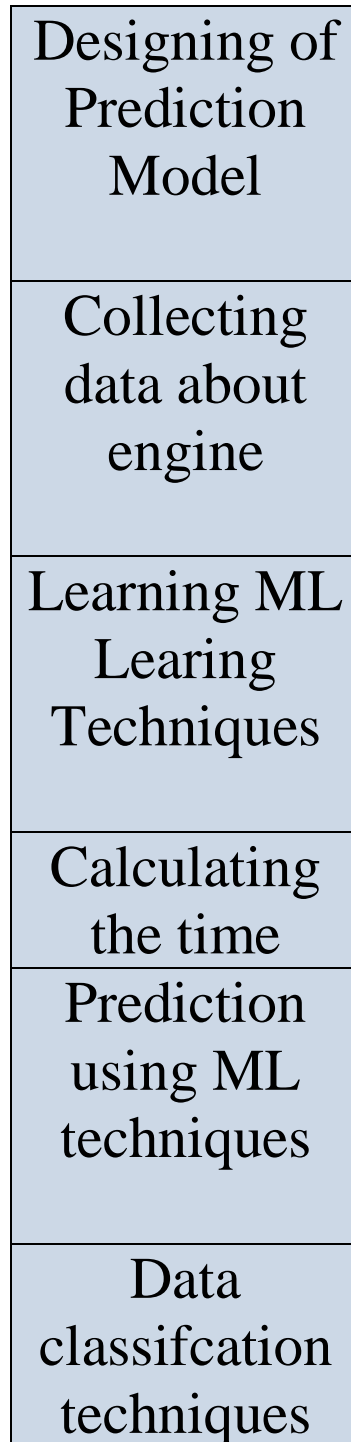 Designing of
Prediction
Model
Collecting
data about
engine
Learning ML
Learing
Techniques
Calculating
the time
Prediction
using ML
techniques
Data
classifcation
techniques